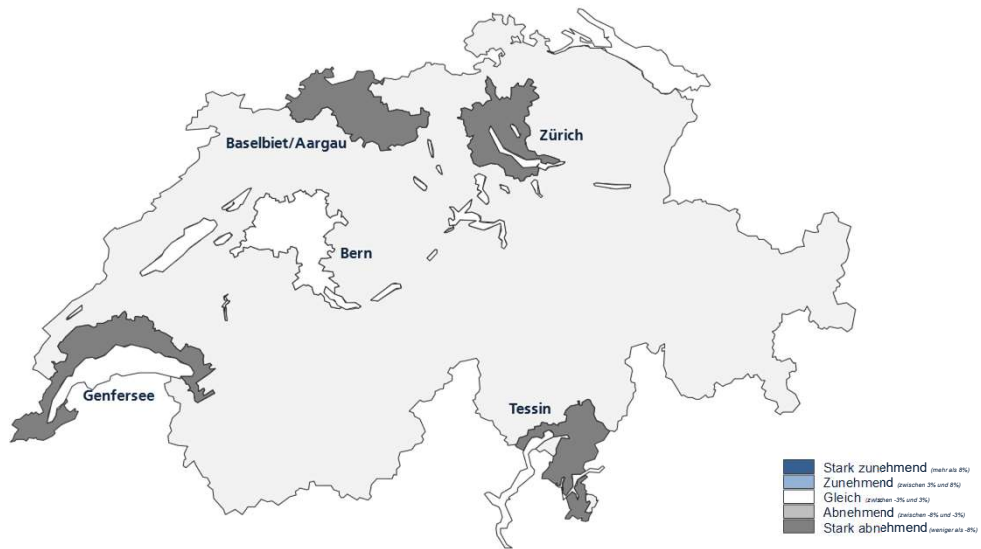 Zürich
Baselbiet/Aargau
Bern
Genfersee
Tessin
Stark zunehmend (mehr als 8%)
Zunehmend (zwischen 3% und 8%)
Gleich (zwischen -3% und 3%)
Abnehmend (zwischen -8% und -3%)
Stark abnehmend (weniger als -8%)